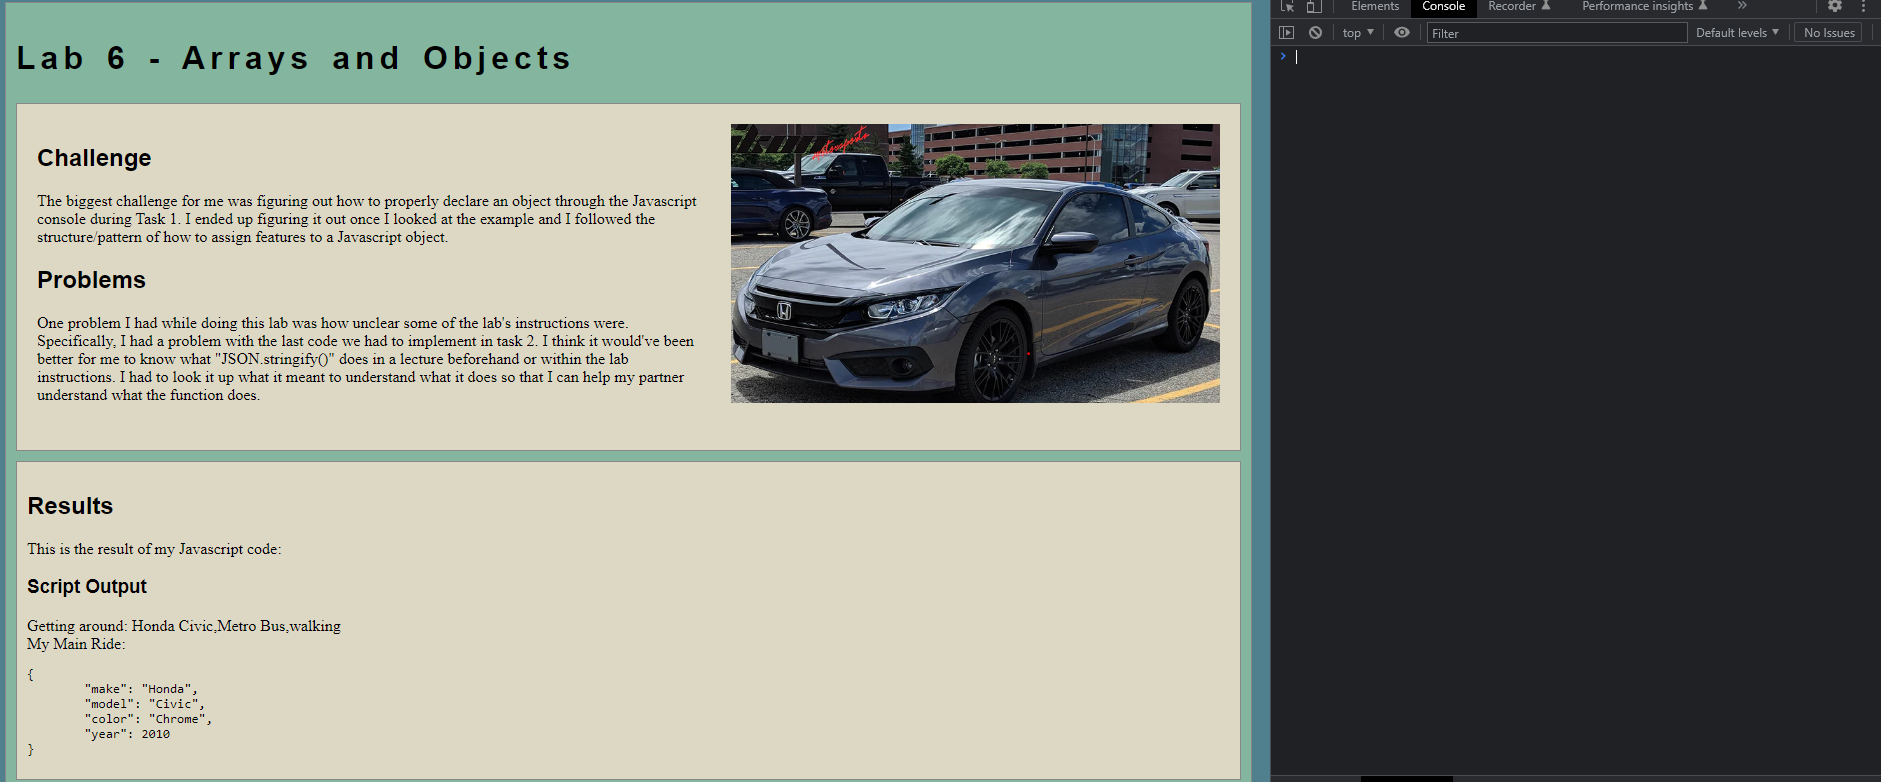 Lab 6 - Arrays and Objects
Challenge
The biggest challenge for me was figuring out how to properly declare an object through the Javascript
console during Task 1. I ended up figuring it out once I looked at the example and I followed the
structure/pattern of how to assign features to a Javascript object.
Problems
One problem I had while doing this lab was how unclear some of the lab's instructions were.
Specifically, I had a problem with the last code we had to implement in task 2. I think it would've been
better for me to know what "JSON.stringify()" does in a lecture beforehand or within the lab
instructions. I had to look it up what it meant to understand what it does so that I can help my partner
understand what the function does.
motorsports
Results
This is the result of my Javascript code:
Script Output
Getting around: Honda Civic,Metro Bus,walking
My Main Ride:
{
"make": "Honda",
"model": "Civic",
"color": "Chrome",
"year": 2010
}
Elements Console Recorder Performance insights »
top Filter Default levels No Issues
›